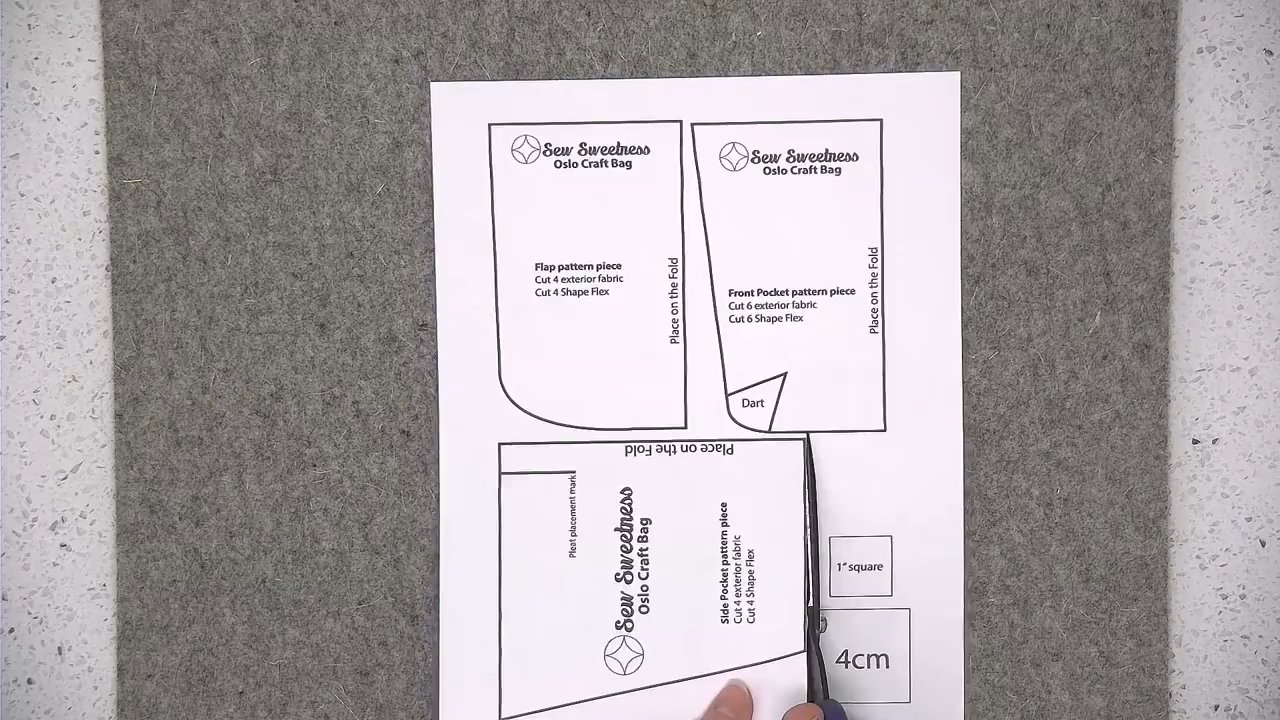 Sew Sweetness
Oslo Craft Bag
Flap pattern piece
Cut 4 exterior fabric
Cut 4 Shape Flex
Place on the Fold
Sew Sweetness
Oslo Craft Bag
Front Pocket pattern piece
Cut 6 exterior fabric
Cut 6 Shape Flex
Place on the Fold
Dart
Place on the Fold
Pleat placement mark
Sew Sweetness
Oslo Craft Bag
Side Pocket pattern piece
Cut 4 exterior fabric
Cut 4 Shape Flex
1" square
4cm